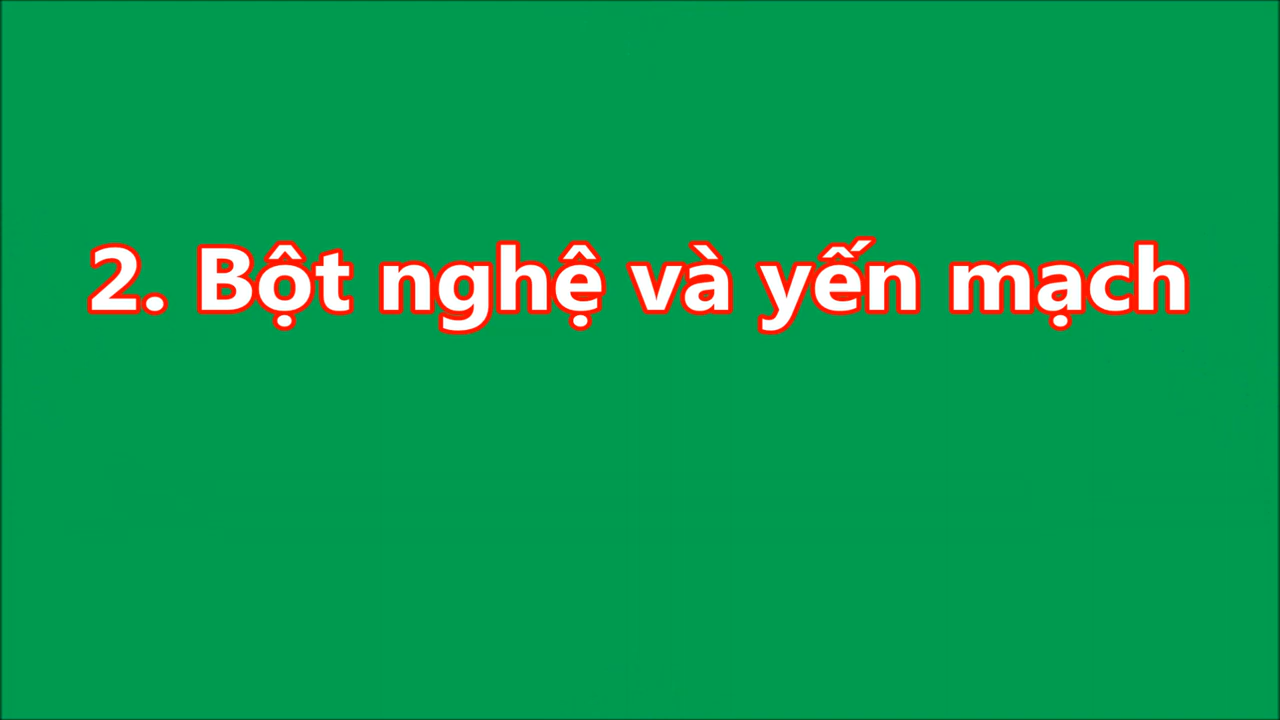 2. Bột nghệ và yến mạch